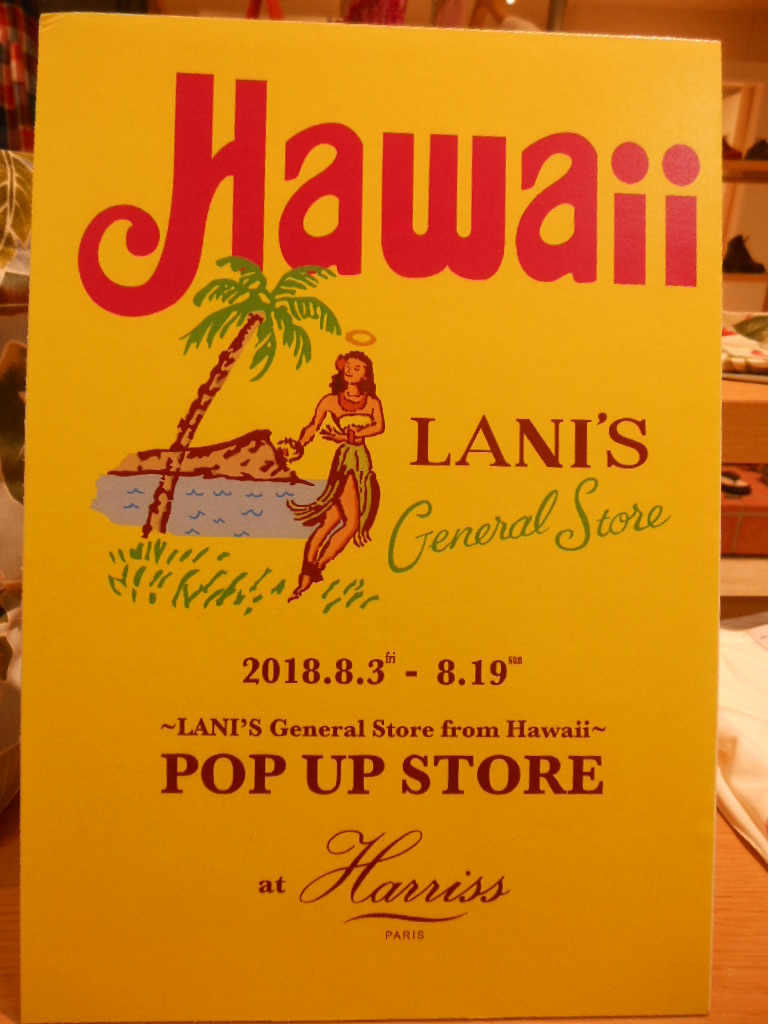 Hawaii
LANI'S
General Store
2018.8.3 fri - 8.19 sun
~LANI'S General Store from Hawaii~
POP UP STORE
at Harriss
PARIS